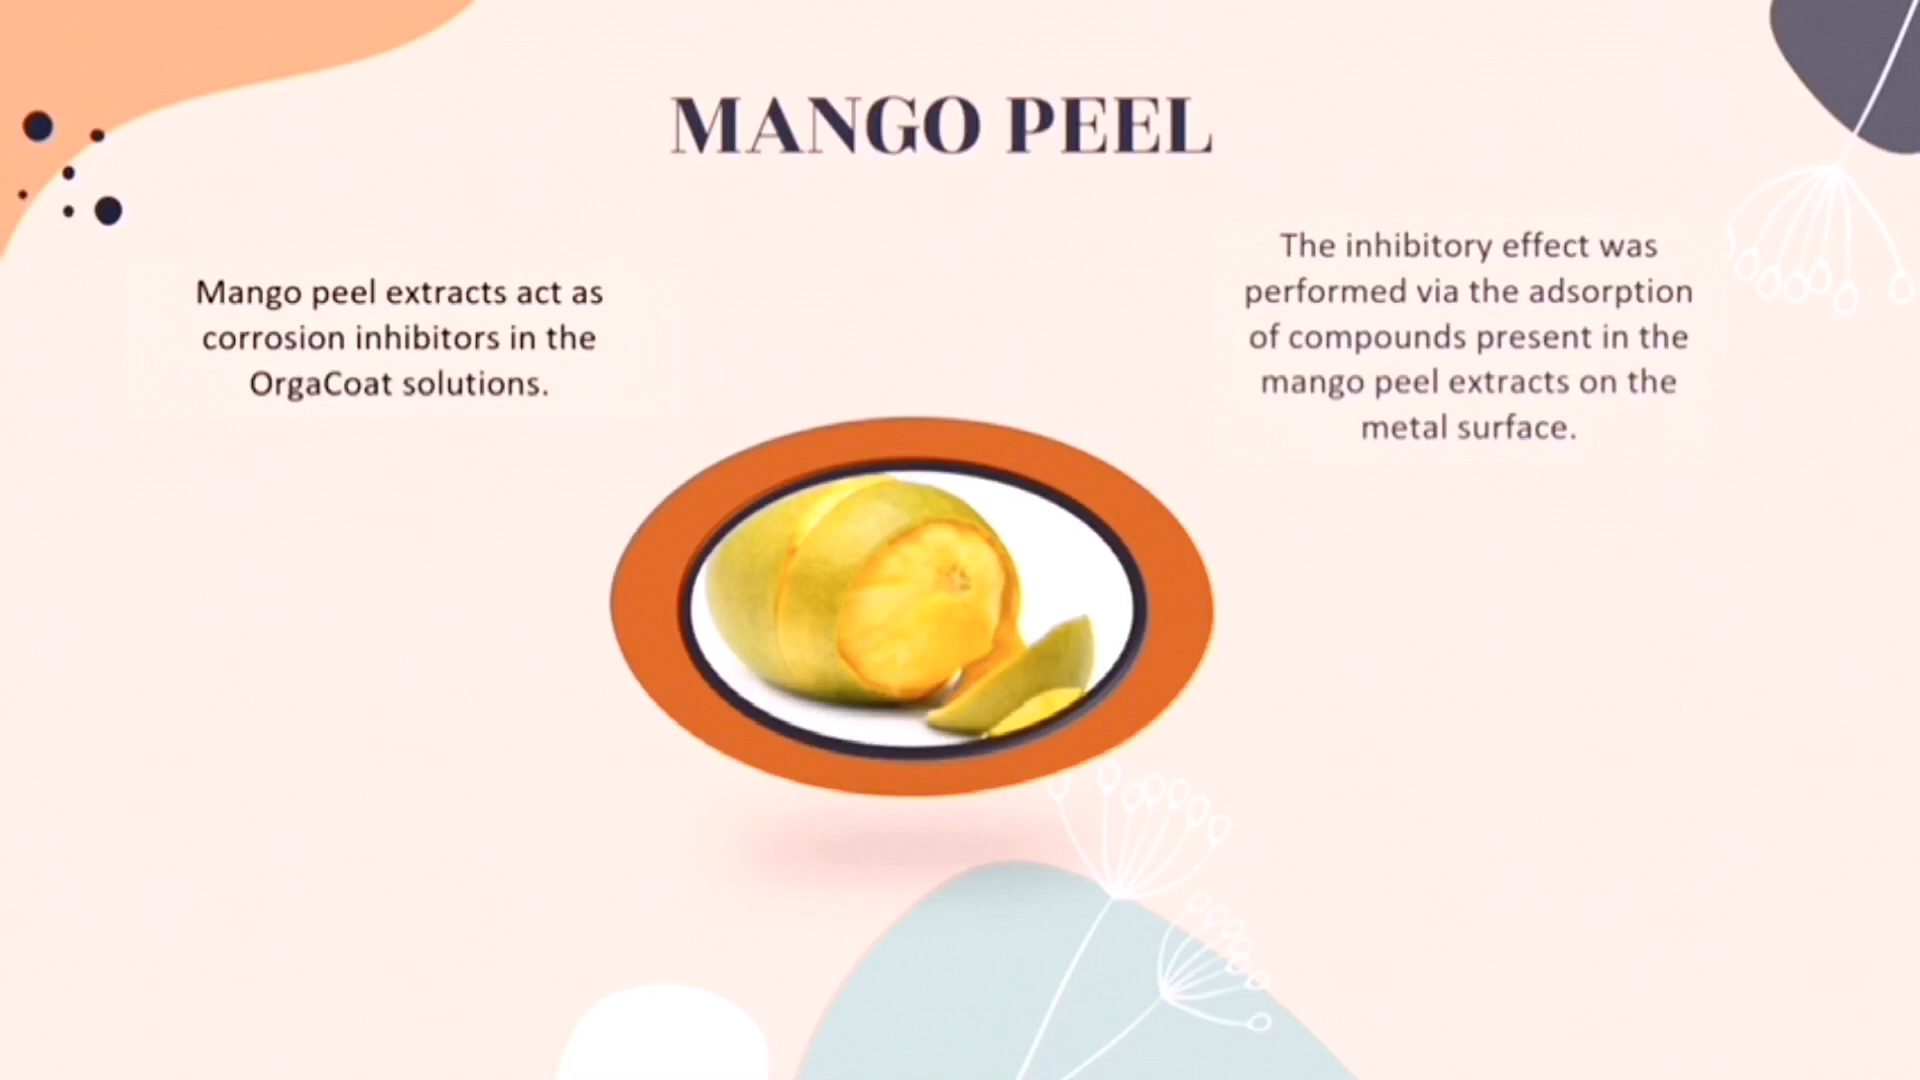 MANGO PEEL
Mango peel extracts act as
corrosion inhibitors in the
OrgaCoat solutions.
The inhibitory effect was
performed via the adsorption
of compounds present in the
mango peel extracts on the
metal surface.